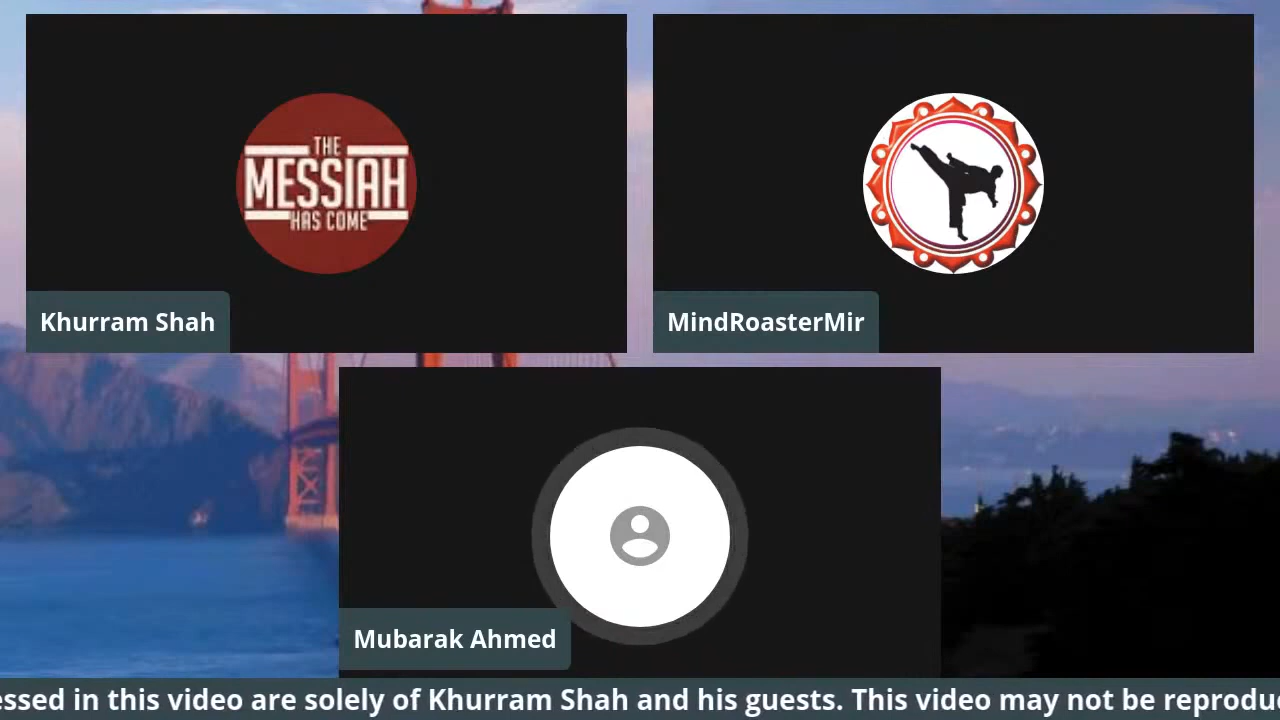 THE
MESSIAH
HAS COME
Khurram Shah
MindRoasterMir
Mubarak Ahmed
essed in this video are solely of Khurram Shah and his guests. This video may not be reprodu